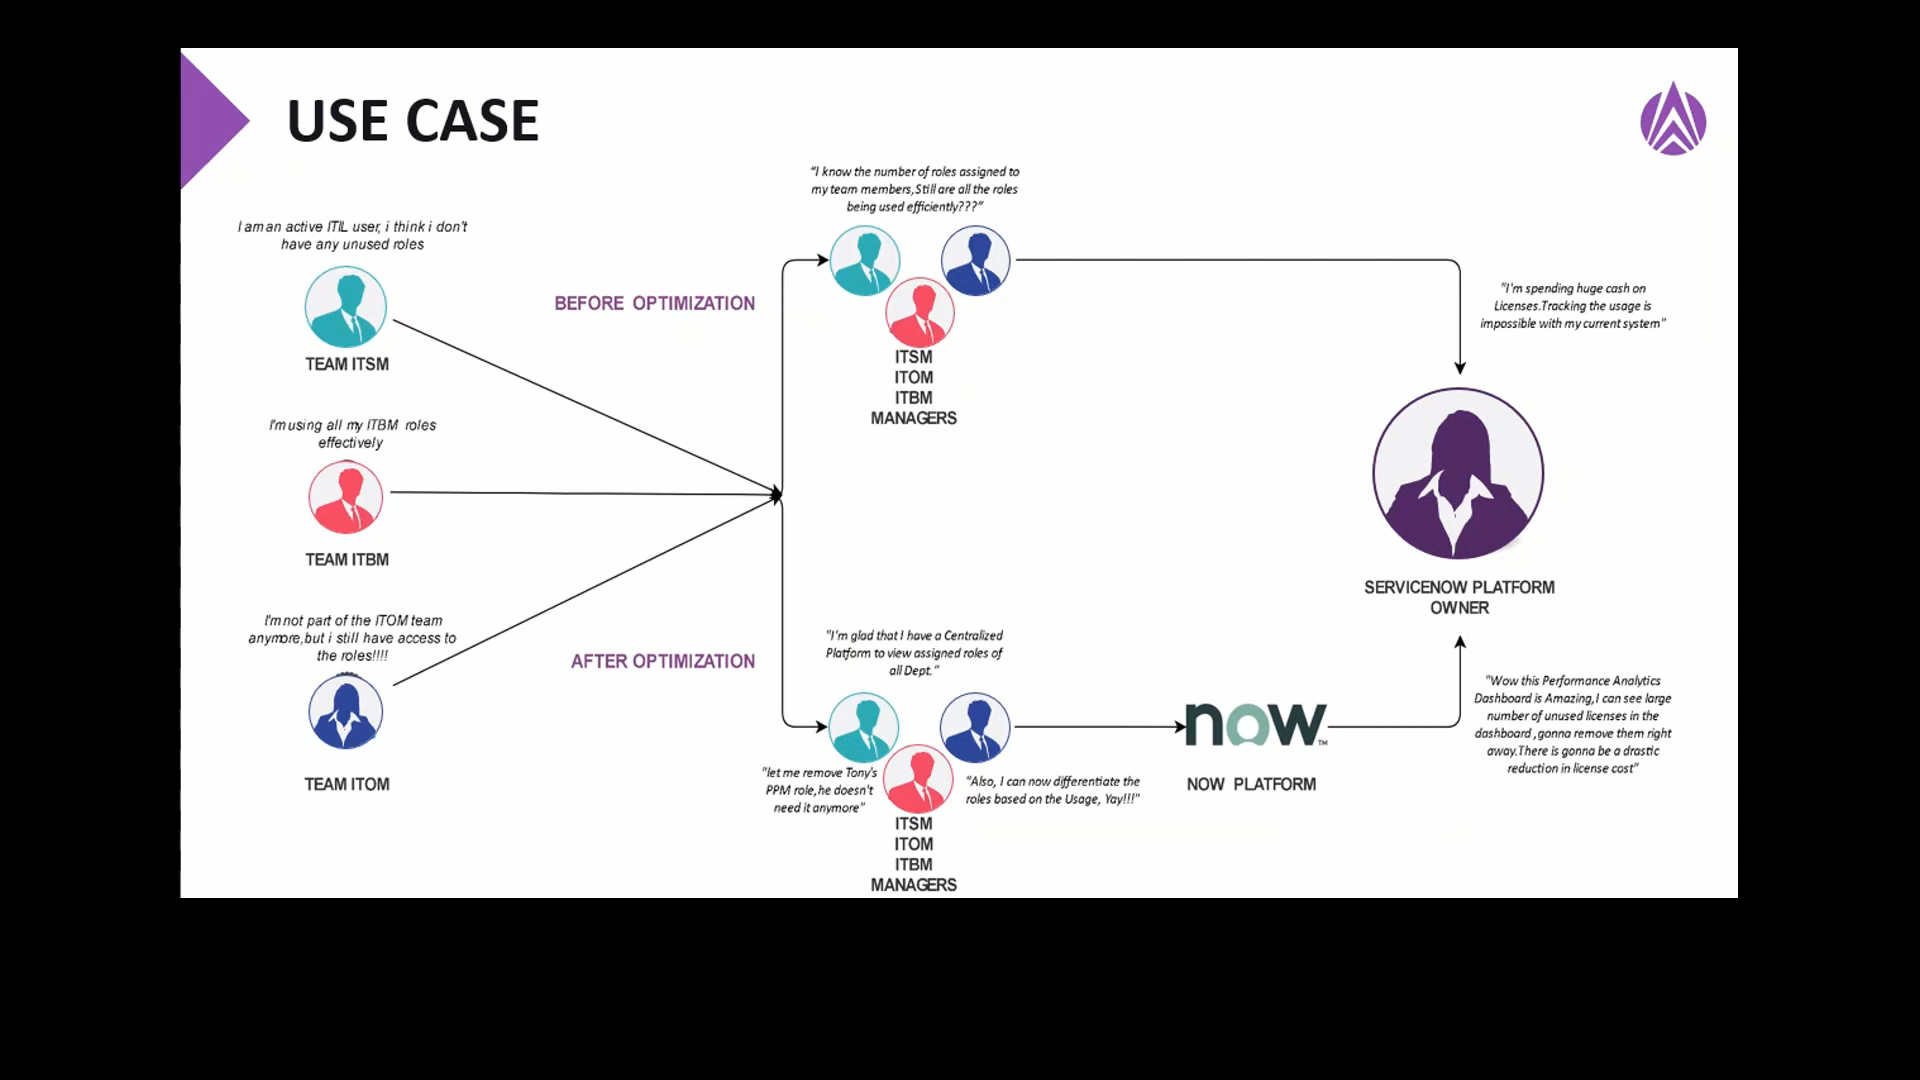 USE CASE
"I know the number of roles assigned to
my team members,Still are all the roles
being used efficiently???"
I am an active ITIL user, i think i don't
have any unused roles
TEAM ITSM
BEFORE OPTIMIZATION
ITSM
ITOM
ITBM
MANAGERS
"I'm spending huge cash on
Licenses.Tracking the usage is
impossible with my current system"
I'm using all my ITBM roles
effectively
TEAM ITBM
SERVICENOW PLATFORM
OWNER
I'm not part of the ITOM team
anymore,but i still have access to
the roles!!!!
TEAM ITOM
AFTER OPTIMIZATION
"I'm glad that I have a Centralized
Platform to view assigned roles of
all Dept."
"let me remove Tony's
PPM role,he doesn't
need it anymore"
"Also, I can now differentiate the
roles based on the Usage, Yay!!!"
ITSM
ITOM
ITBM
MANAGERS
now™
NOW PLATFORM
"Wow this Performance Analytics
Dashboard is Amazing,I can see large
number of unused licenses in the
dashboard ,gonna remove them right
away.There is gonna be a drastic
reduction in license cost"